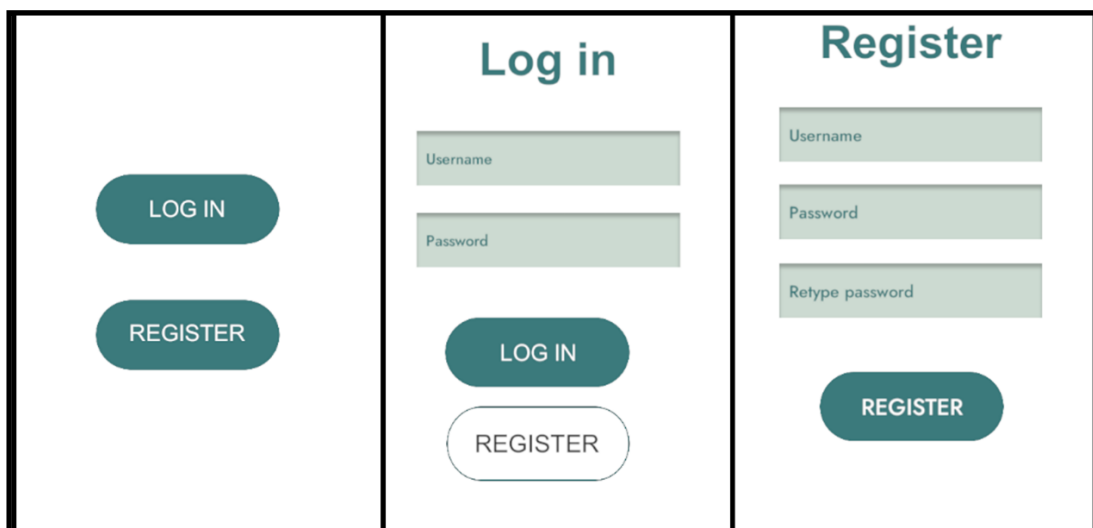 LOG IN
REGISTER
Log in
Username
Password
LOG IN
REGISTER
Register
Username
Password
Retype password
REGISTER